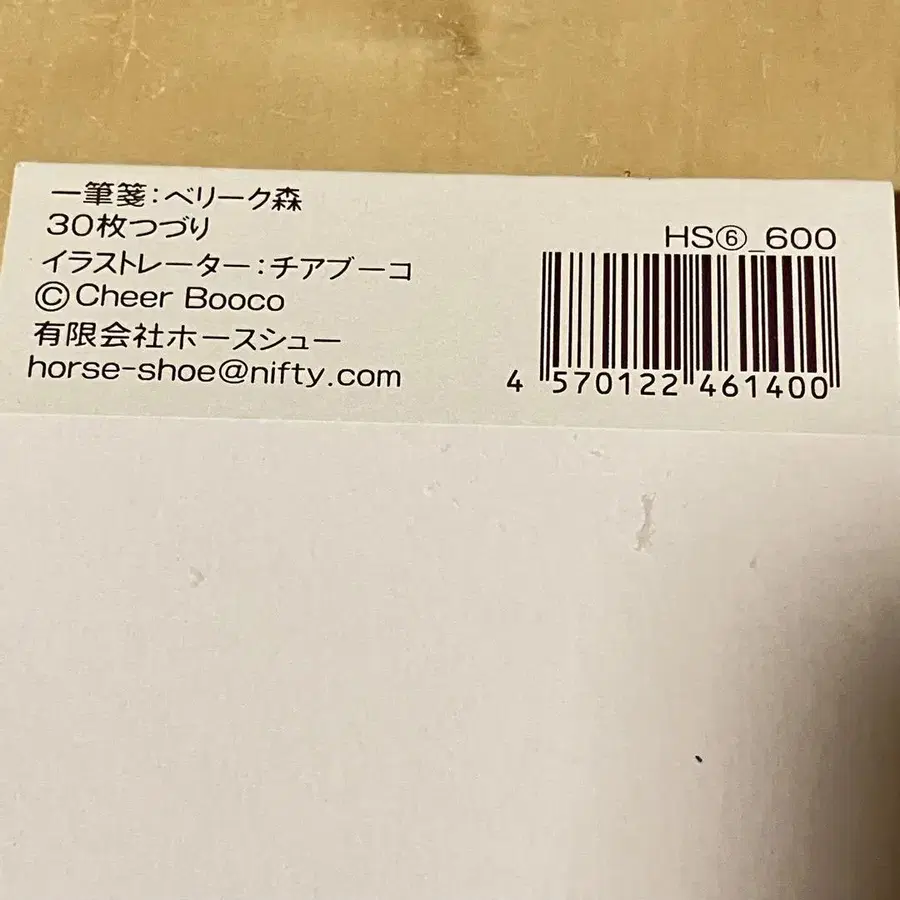 一筆箋:ベリーク森
30枚つづり
イラストレーター:チアブーコ
©Cheer Booco
有限会社ホースシュー
horse-shoe@nifty.com
HS⑥_600
4 570122 461400